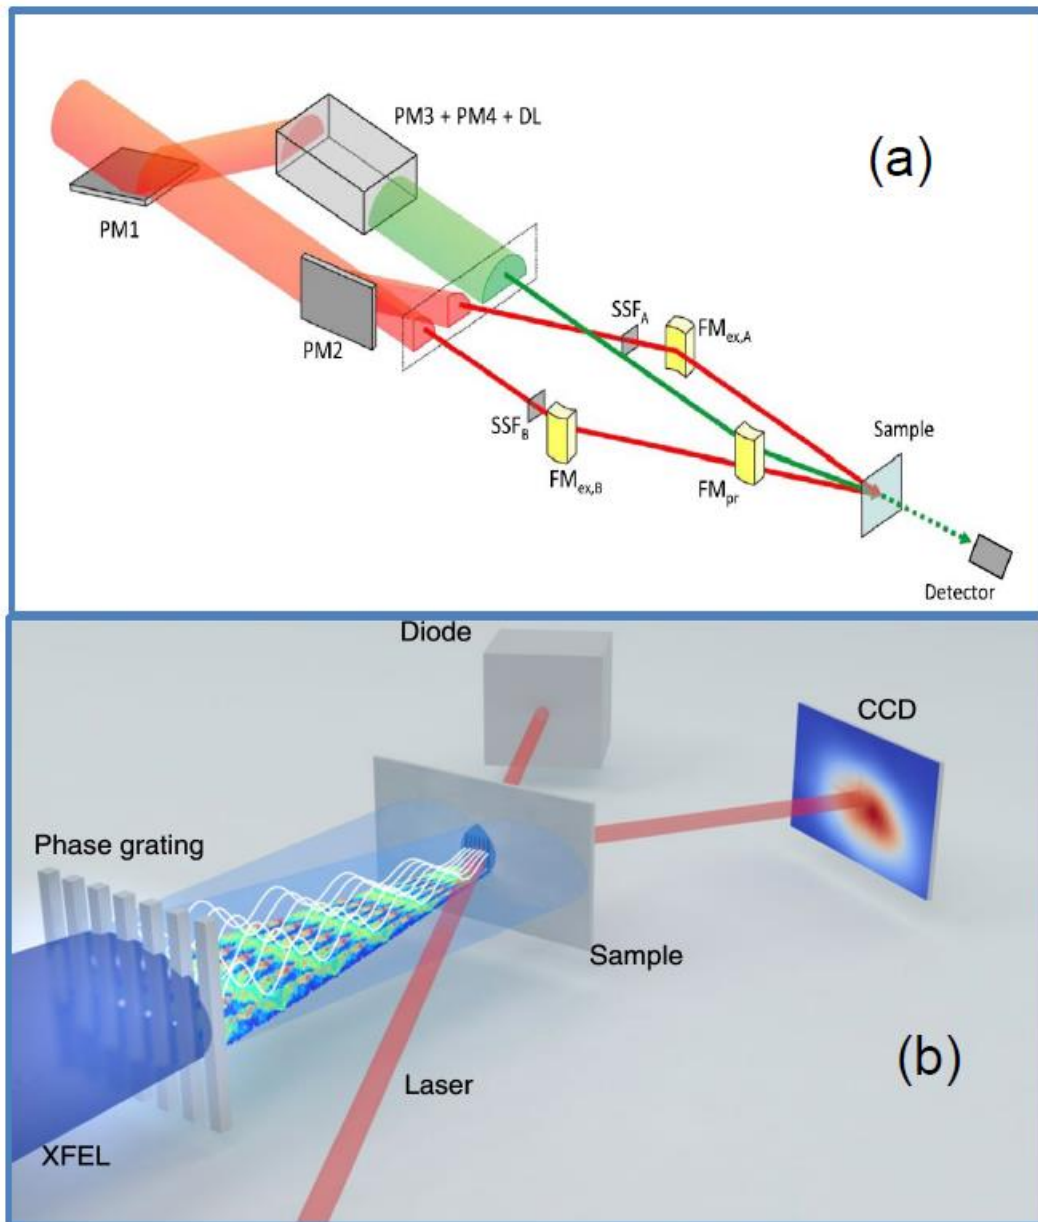 PM3 + PM4 + DL
(a)
PM1
SSF_A
FM_ex,A
PM2
SSF_B
Sample
FM_ex,B
FM_pr
Detector
Diode
CCD
Phase grating
Sample
(b)
Laser
XFEL